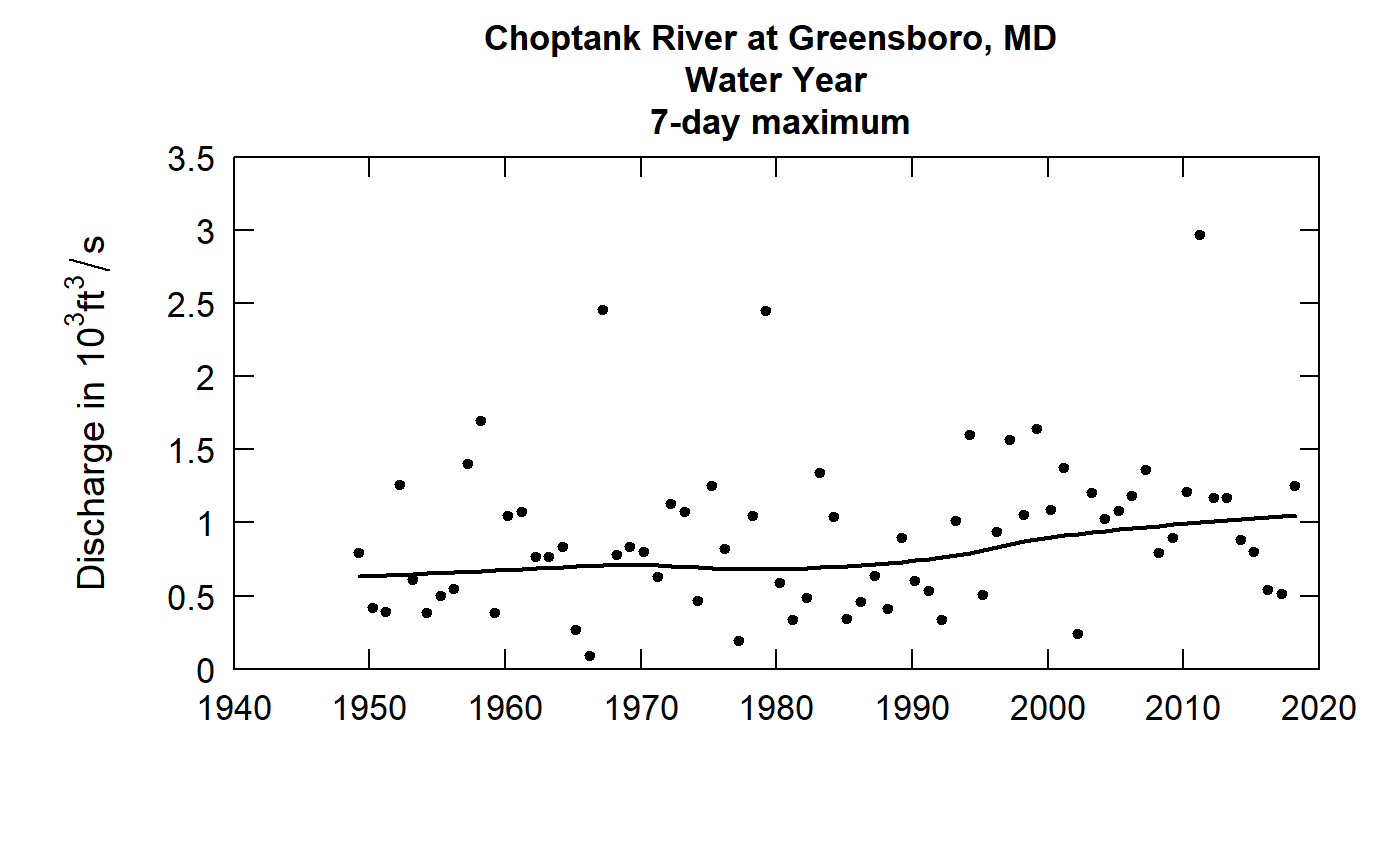 Choptank River at Greensboro, MD
Water Year
7-day maximum
Discharge in 10³ft³/s
3.5
3
2.5
2
1.5
1
0.5
0
1940 1950 1960 1970 1980 1990 2000 2010 2020